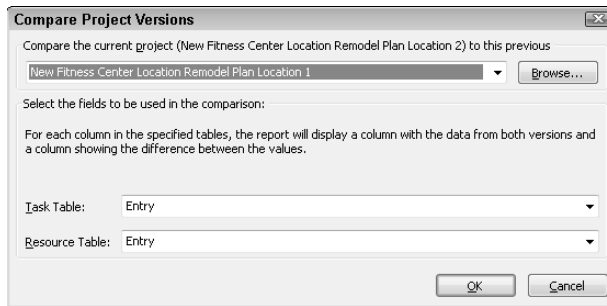 Compare Project Versions
Compare the current project (New Fitness Center Location Remodel Plan Location 2) to this previous
New Fitness Center Location Remodel Plan Location 1
Browse...
Select the fields to be used in the comparison:
For each column in the specified tables, the report will display a column with the data from both versions and
a column showing the difference between the values.
Task Table: Entry
Resource Table: Entry
OK Cancel